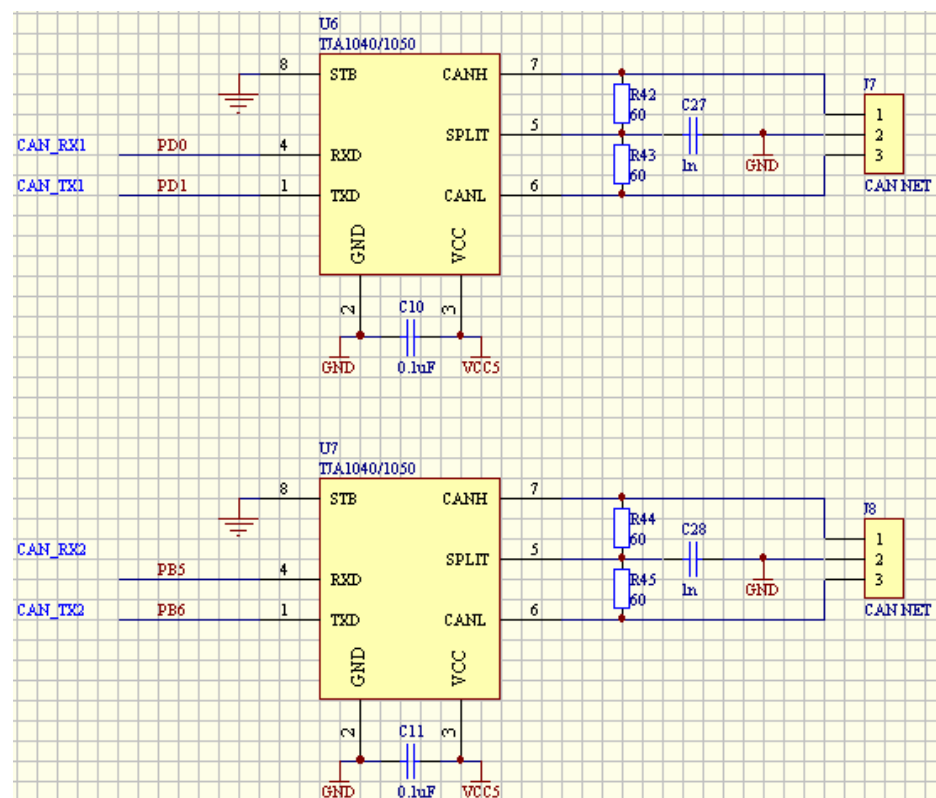 U6
TJA1040/1050
8 STB CANH 7
J7
R42
60
C27
1
CAN_RX1 PD0 4 RXD
SPLIT 5
1n
GND
2
R43
60
3
CAN_TX1 PD1 1 TXD
CANL 6
CAN NET
GND
VCC
2
C10
3
GND 0.1uF VCC5
U7
TJA1040/1050
8 STB CANH 7
J8
R44
60
C28
1
CAN_RX2
PB5 4 RXD
SPLIT 5
1n
GND
2
R45
60
3
CAN_TX2 PB6 1 TXD
CANL 6
CAN NET
GND
VCC
2
C11
3
GND 0.1uF VCC5